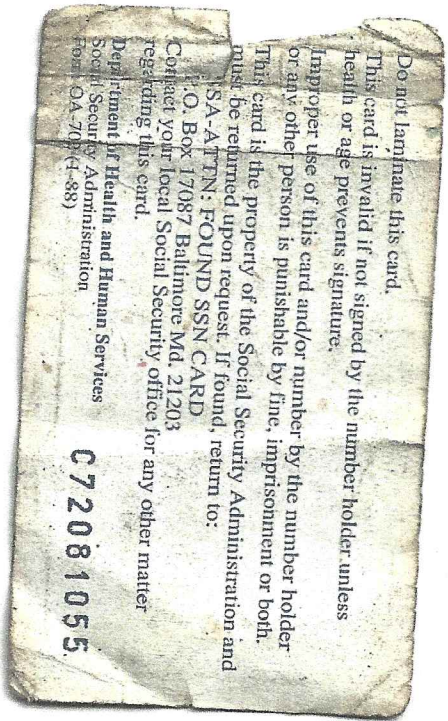 Do not laminate this card.
This card is invalid if not signed by the number holder unless
health or age prevents signature.
Improper use of this card and/or number by the number holder
or any other person is punishable by fine, imprisonment or both.
This card is the property of the Social Security Administration and
must be returned upon request. If found, return to:
SSA-ATTN: FOUND SSN CARD
P.O. Box 17087 Baltimore Md. 21203
Contact your local Social Security office for any other matter
regarding this card.
Department of Health and Human Services
Social Security Administration
Form OA-702 (1-88)
C72081055